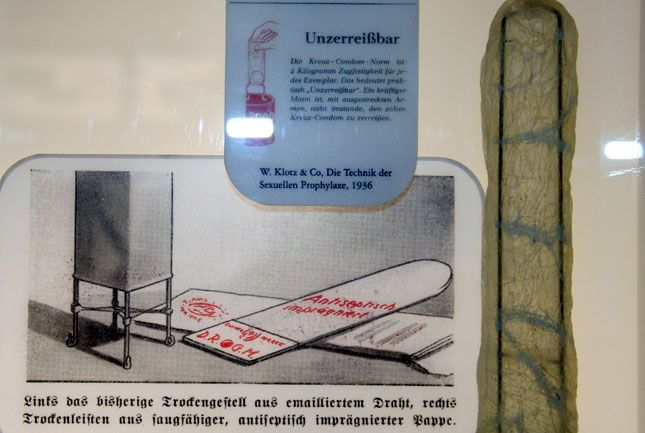 Unzerreißbar
Die Kreuz-Condom-Norm ist:
2 Kilogramm Zugfestigkeit für je-
des Exemplar. Das bedeutet prak-
tisch „Unzerreißbar“. Ein kräftiger
Mann ist, mit ausgestreckten Ar-
men, nicht imstande, den zähen
Kreuz-Condom zu zerreißen.
W. Klotz & Co, Die Technik der
Sexuellen Prophylaxe, 1936
Antiseptisch
imprägniert
D.R.G.M
Links das bisherige Trockengestell aus emailliertem Draht, rechts
Trockenleisten aus saugfähiger, antiseptisch imprägnierter Pappe.